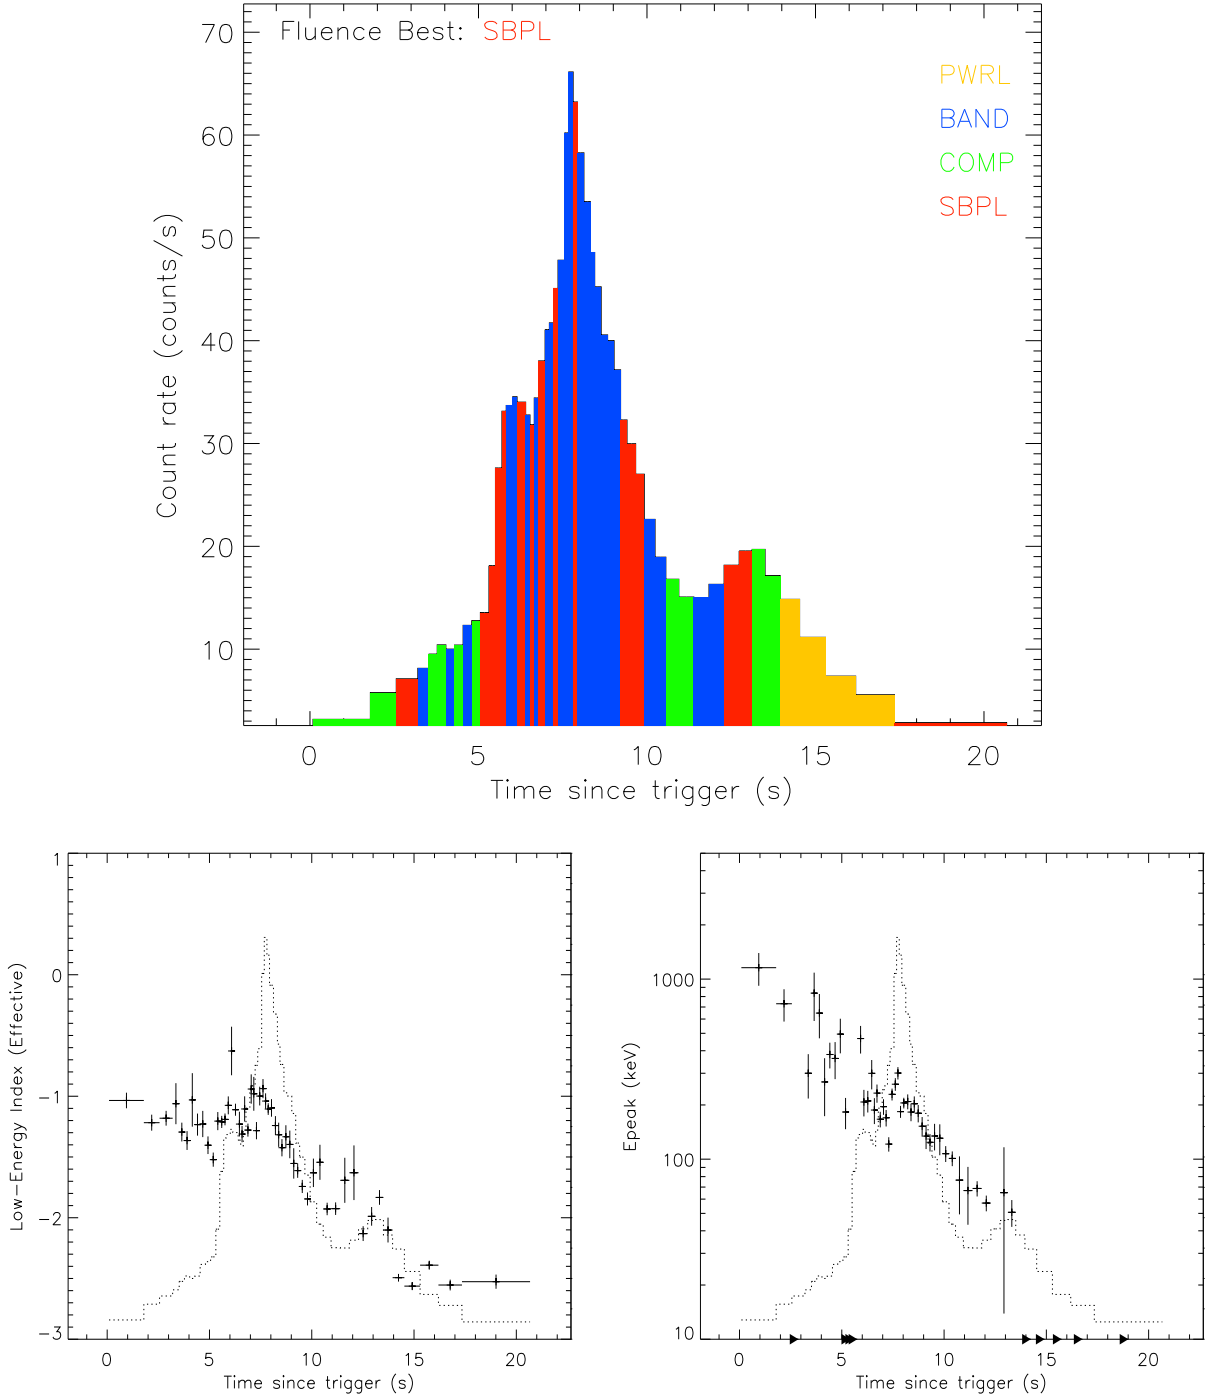 Fluence Best: SBPL
PWRL
BAND
COMP
SBPL
70
60
50
40
30
20
10
Count rate (counts/s)
0 5 10 15 20
Time since trigger (s)
1
0
−1
−2
−3
Low−Energy Index (Effective)
0 5 10 15 20
Time since trigger (s)
1000
100
10
Epeak (keV)
0 5 10 15 20
Time since trigger (s)